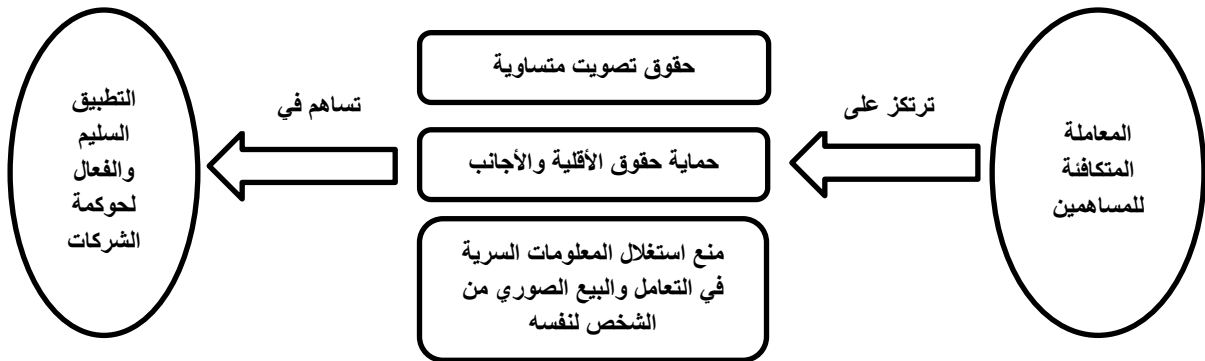 المعاملة
المتكافئة
للمساهمين
ترتكز على
حقوق تصويت متساوية
حماية حقوق الأقلية والأجانب
منع استغلال المعلومات السرية
في التعامل والبيع الصوري من
الشخص لنفسه
تساهم في
التطبيق
السليم
والفعال
لحوكمة
الشركات